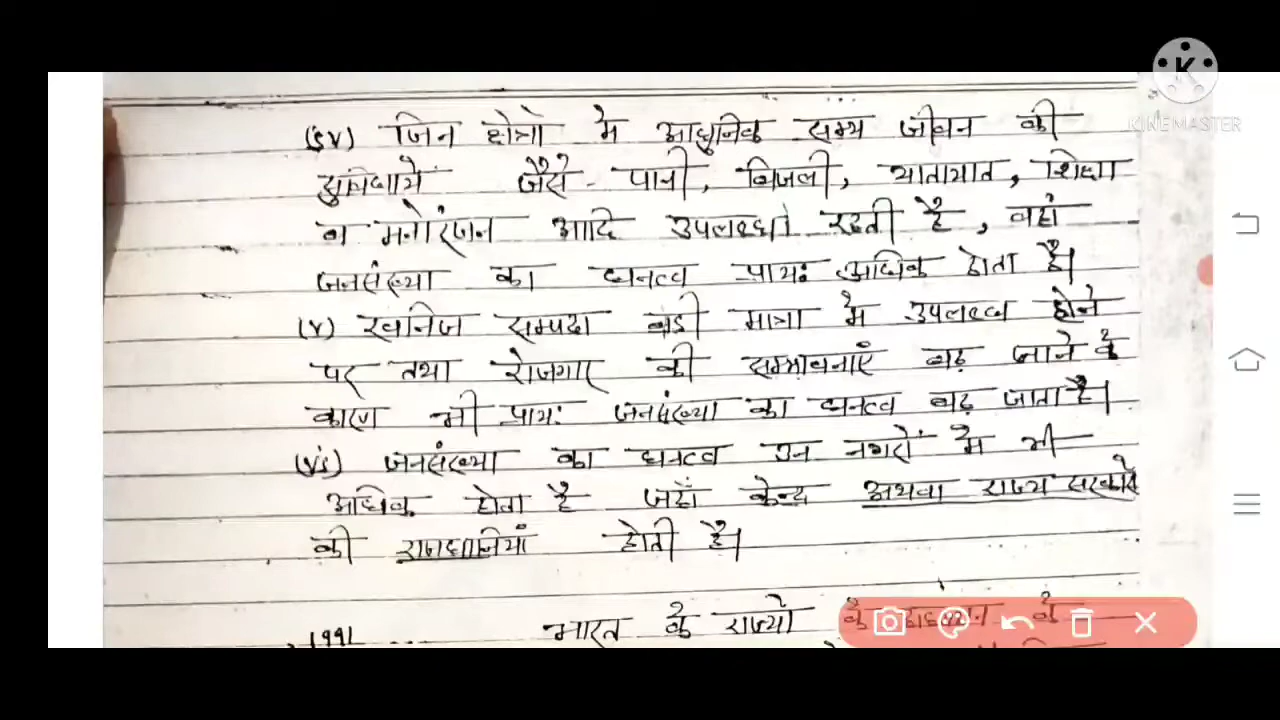 KINEMASTER
(iv) जिन क्षेत्रो मे आधुनिक सभ्य जीवन की
सुविधायें जैसे - पानी, बिजली, यातायात, शिक्षा
व मनोरंजन आदि उपलब्ध रहती है, वहां
जनसंख्या का घनत्व प्राय: अधिक होता है।
(v) खनिज सम्पदा बडी मात्रा मे उपलब्ध होने
पर तथा रोजगार की सम्भावनाएं बढ़ जाने के
कारण भी प्राय: जनसंख्या का घनत्व बढ़ जाता है।
(vi) जनसंख्या का घनत्व उन नगरों मे भी
अधिक होता है जहाँ केन्द्र अथवा राज्य सरकारे
की राजधानियां होती है।
1991 ... भारत के राज्यो के के